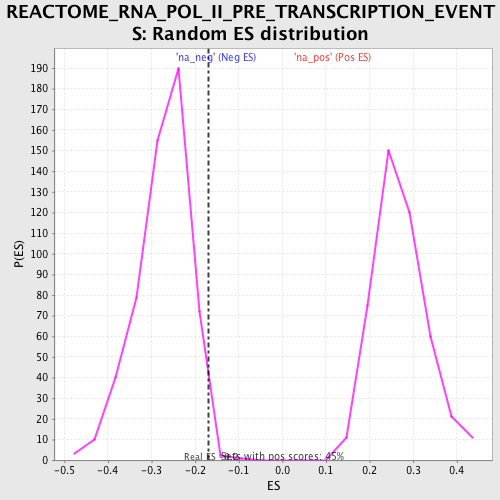 REACTOME_RNA_POL_II_PRE_TRANSCRIPTION_EVENT
S: Random ES distribution
'na_neg' (Neg ES)
'na_pos' (Pos ES)
190
180
170
160
150
140
130
120
110
100
90
80
70
60
50
40
30
20
10
0
P(ES)
Real ES
Sets with pos scores: 45%
-0.5 -0.4 -0.3 -0.2 -0.1 0.0 0.1 0.2 0.3 0.4
ES